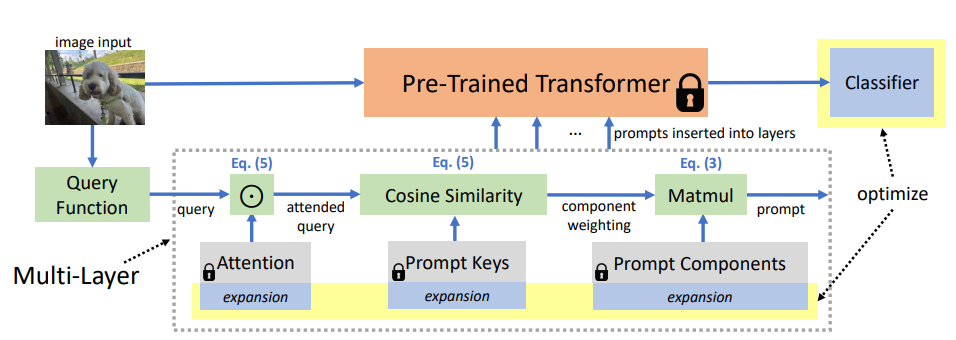 image input
Pre-Trained Transformer
Classifier
... prompts inserted into layers
Eq. (5)
Eq. (5)
Eq. (3)
Query
Function
query
⊙
attended
query
Cosine Similarity
component
weighting
Matmul
prompt
optimize
Multi-Layer
Attention
expansion
Prompt Keys
expansion
Prompt Components
expansion